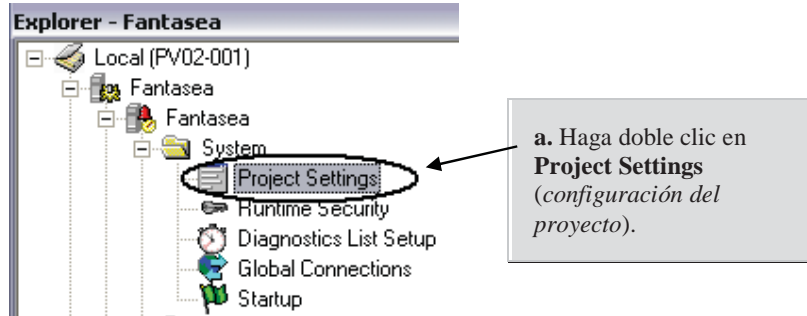 Explorer - Fantasea
Local (PV02-001)
Fantasea
Fantasea
System
Project Settings
Runtime Security
Diagnostics List Setup
Global Connections
Startup
a. Haga doble clic en
Project Settings
(configuración del
proyecto).